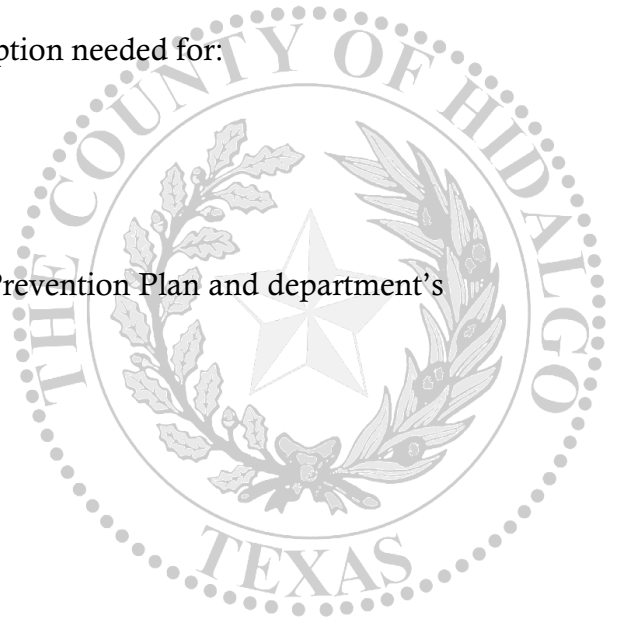 ption needed for:
Prevention Plan and department’s
THE COUNTY OF HIDALGO
TEXAS